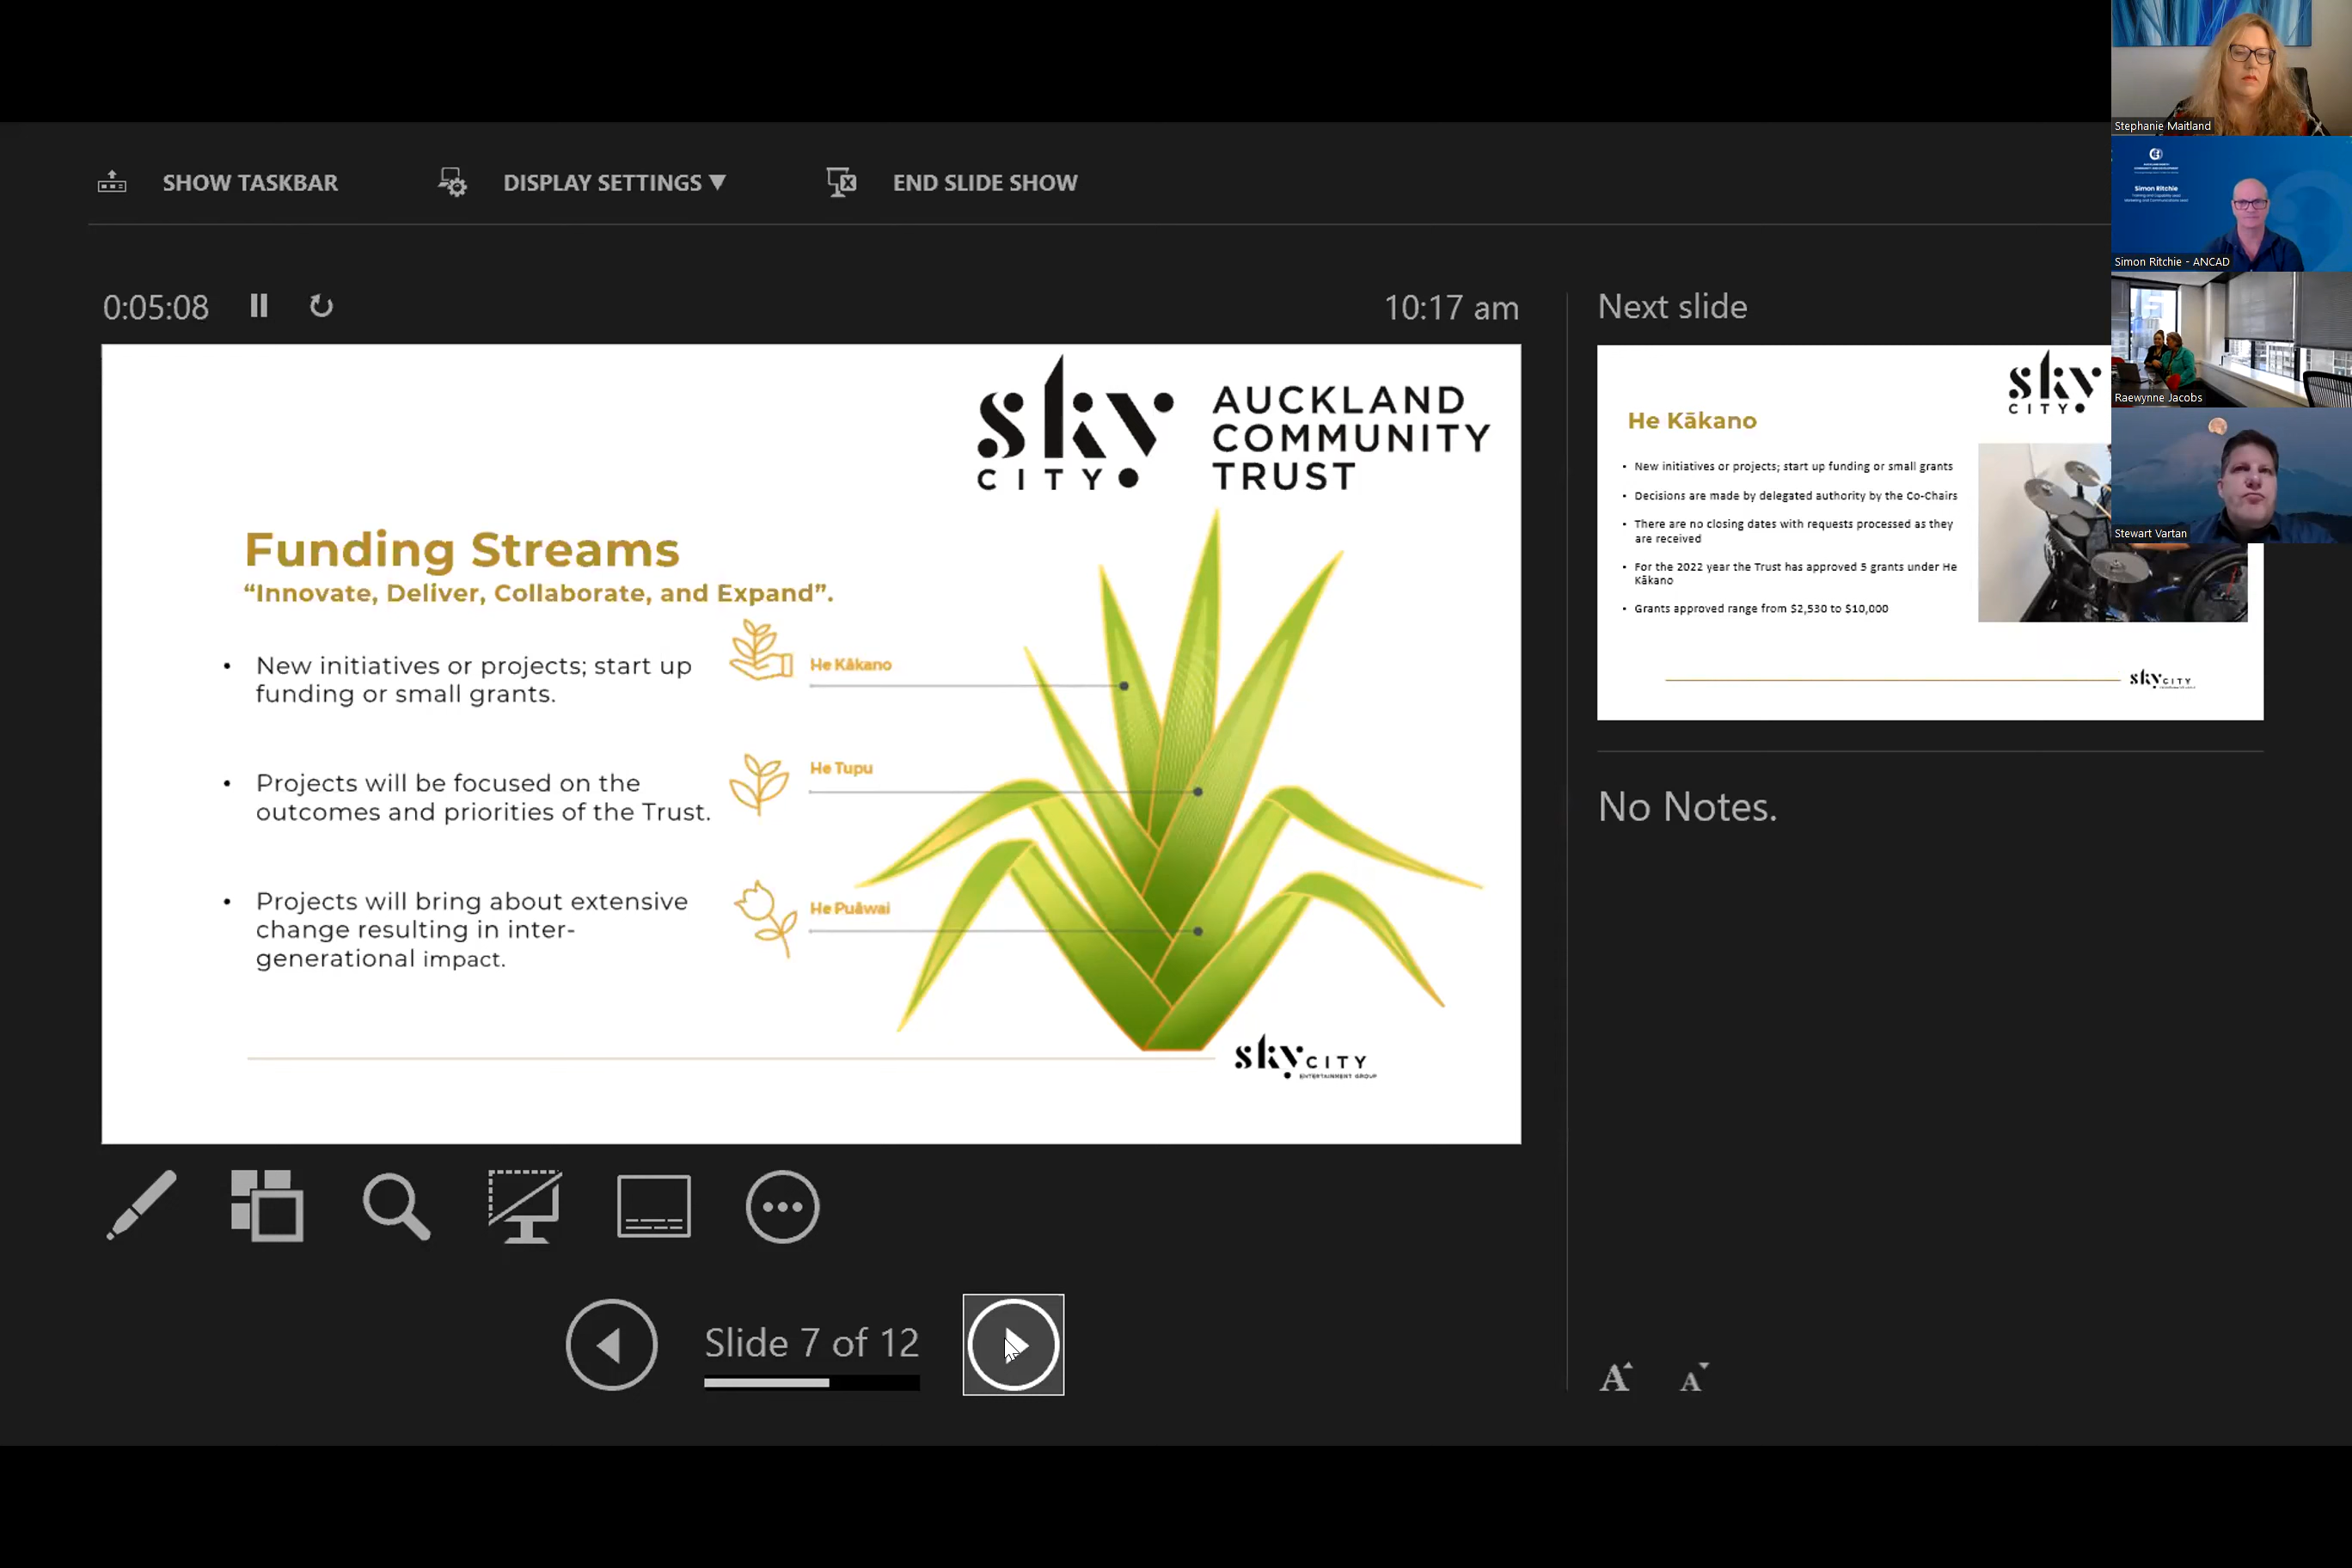 SHOW TASKBAR
DISPLAY SETTINGS ▼
END SLIDE SHOW
0:05:08
10:17 am
sky
CITY
AUCKLAND
COMMUNITY
TRUST
Funding Streams
“Innovate, Deliver, Collaborate, and Expand”.
• New initiatives or projects; start up
funding or small grants.
He Kākano
• Projects will be focused on the
outcomes and priorities of the Trust.
He Tupu
• Projects will bring about extensive
change resulting in inter-
generational impact.
He Puāwai
sky CITY
ENTERTAINMENT GROUP
Slide 7 of 12
Next slide
sky
CITY
He Kākano
• New initiatives or projects; start up funding or small grants
• Decisions are made by delegated authority by the Co-Chairs
• There are no closing dates with requests processed as they
are received
• For the 2022 year the Trust has approved 5 grants under He
Kākano
• Grants approved range from $2,530 to $10,000
sky CITY
No Notes.
A A
Stephanie Maitland
Simon Ritchie
Simon Ritchie - ANCAD
Raewynne Jacobs
Stewart Vartan